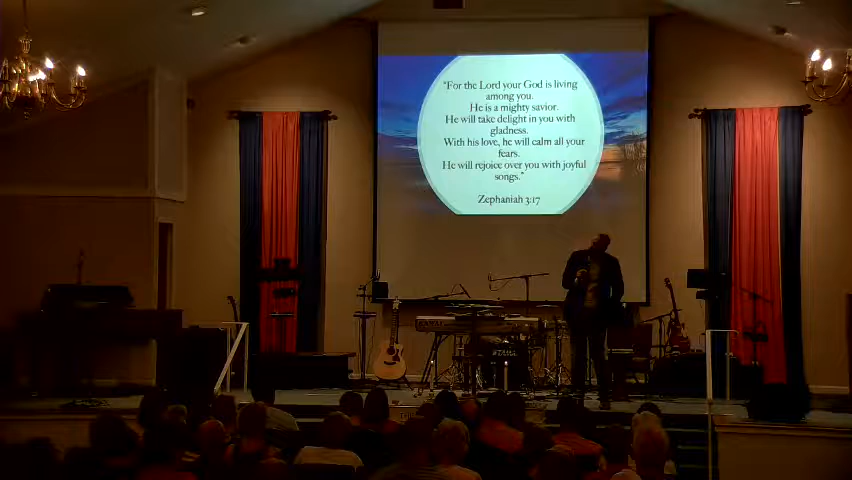 "For the Lord your God is living
among you.
He is a mighty savior.
He will take delight in you with
gladness.
With his love, he will calm all your
fears.
He will rejoice over you with joyful
songs."
Zephaniah 3:17
TAMA